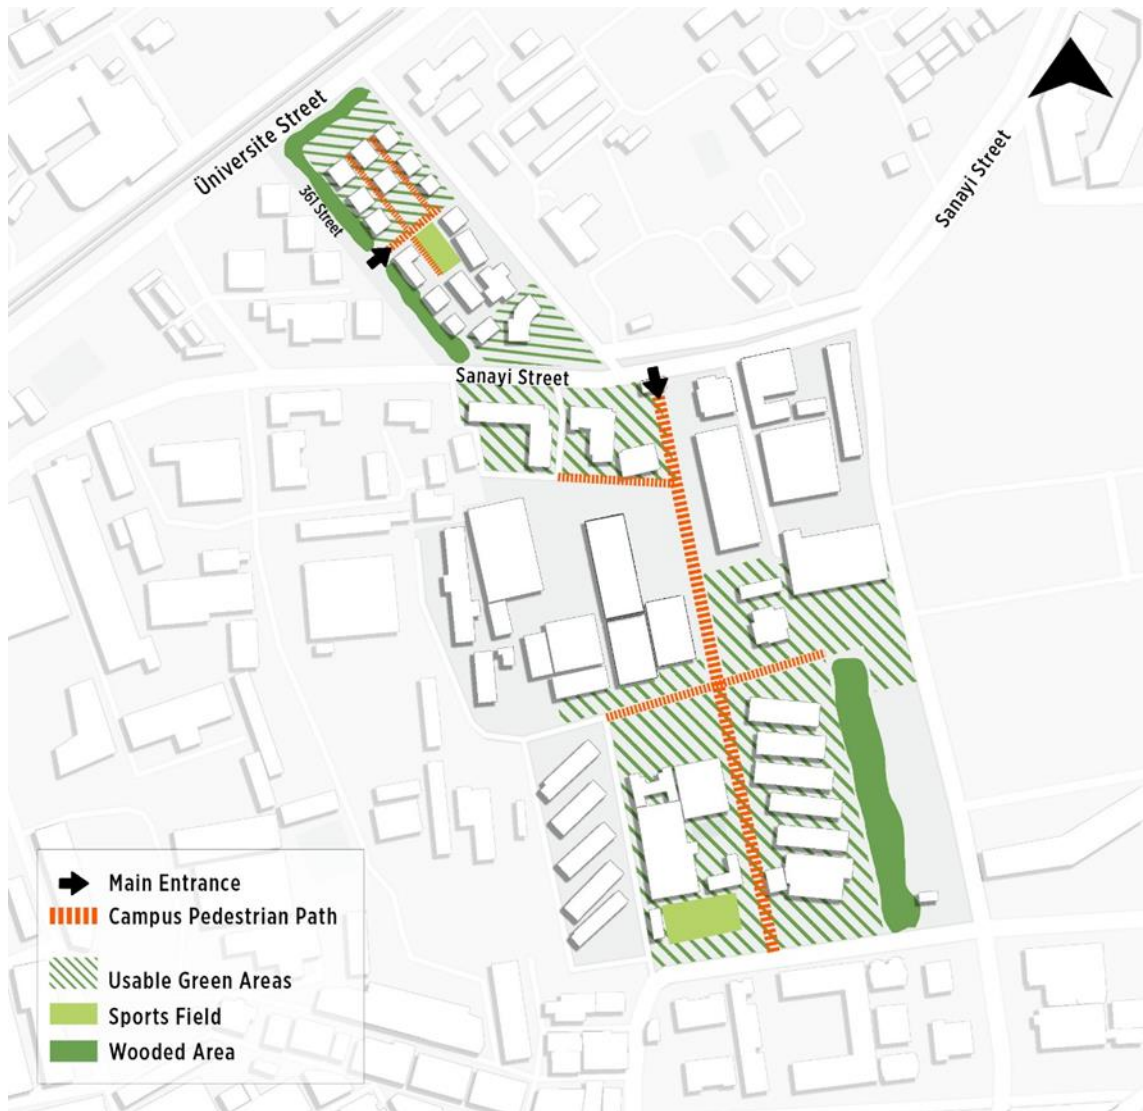 Üniversite Street
361 Street
Sanayi Street
Sanayi Street
Main Entrance
Campus Pedestrian Path
Usable Green Areas
Sports Field
Wooded Area